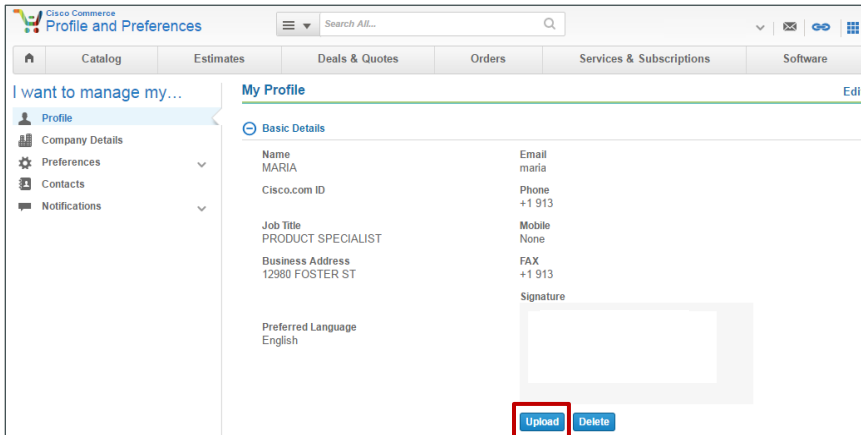 Cisco Commerce
Profile and Preferences
Search All...
Catalog
Estimates
Deals & Quotes
Orders
Services & Subscriptions
Software
I want to manage my...
Profile
Company Details
Preferences
Contacts
Notifications
My Profile
Edi
Basic Details
Name
MARIA
Email
maria
Cisco.com ID
Phone
+1 913
Job Title
PRODUCT SPECIALIST
Mobile
None
Business Address
12980 FOSTER ST
FAX
+1 913
Signature
Preferred Language
English
Upload
Delete